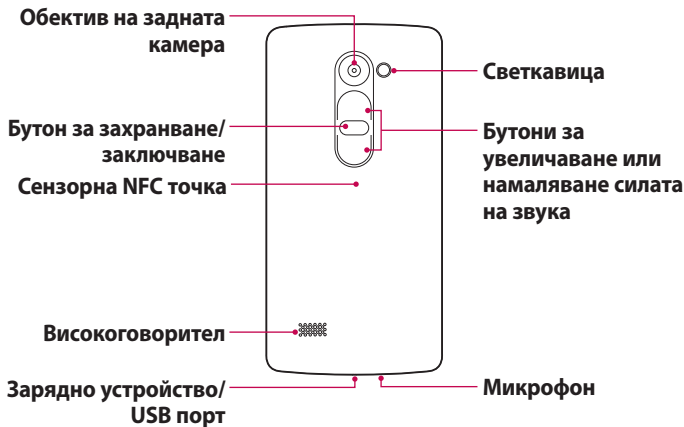 Обектив на задната
камера
Светкавица
Бутон за захранване/
заключване
Бутони за
увеличаване или
намаляване силата
на звука
Сензорна NFC точка
Високоговорител
Зарядно устройство/
USB порт
Микрофон